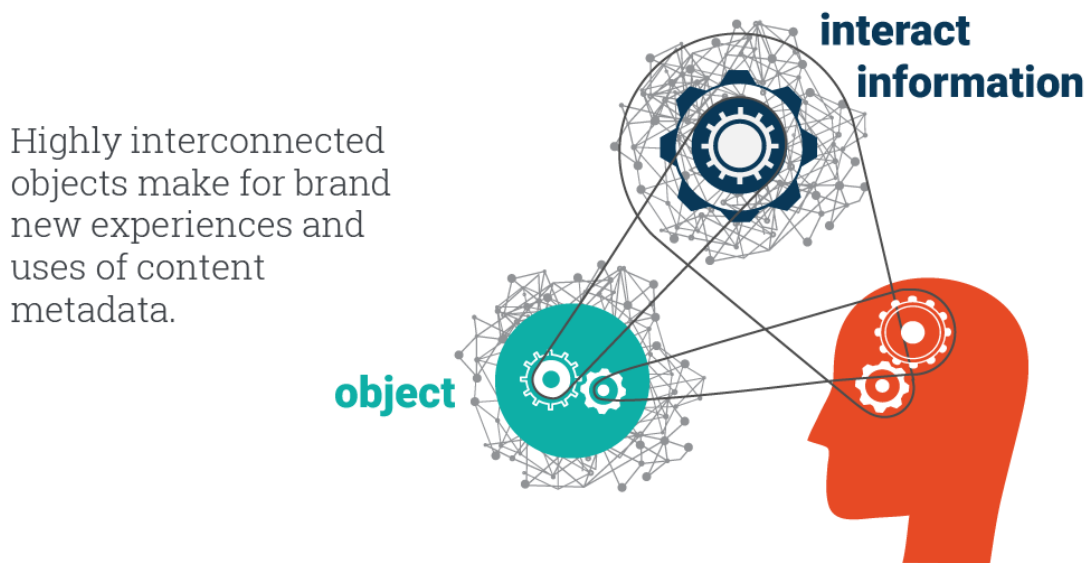 interact
information
Highly interconnected
objects make for brand
new experiences and
uses of content
metadata.
object